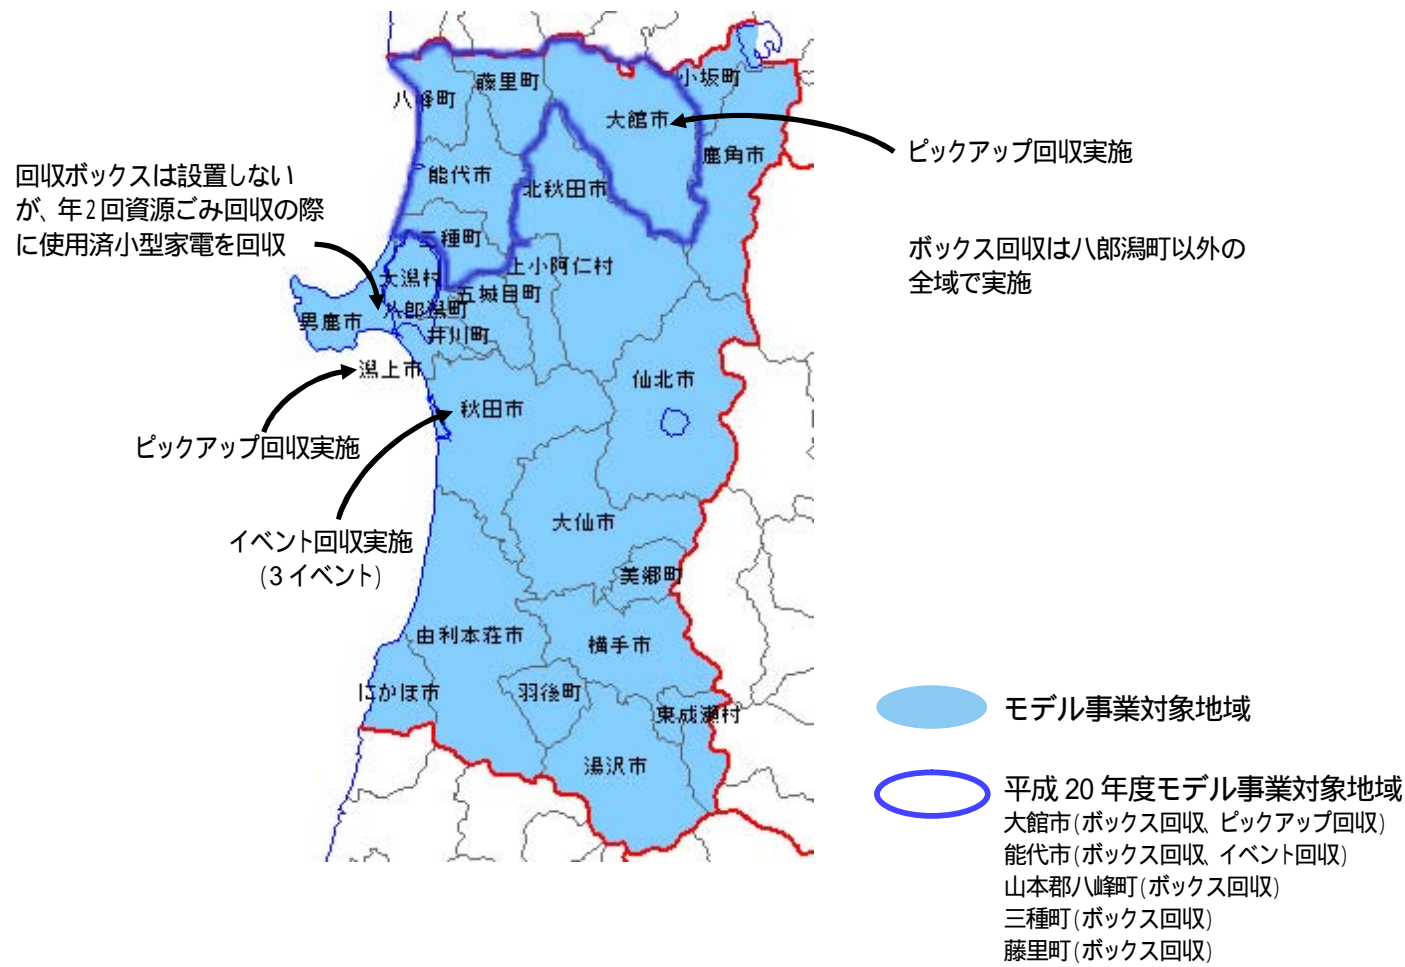 小坂町
藤里町
八峰町
大館市
鹿角市
ピックアップ回収実施
能代市
北秋田市
回収ボックスは設置しない
が、年2回資源ごみ回収の際
に使用済小型家電を回収
三種町
ボックス回収は八郎潟町以外の
全域で実施
上小阿仁村
大潟村
五城目町
八郎潟町
男鹿市
井川町
潟上市
仙北市
秋田市
ピックアップ回収実施
大仙市
イベント回収実施
(3イベント)
美郷町
由利本荘市
横手市
にかほ市
羽後町
東成瀬村
湯沢市
モデル事業対象地域
平成 20 年度モデル事業対象地域
大館市(ボックス回収、ピックアップ回収)
能代市(ボックス回収、イベント回収)
山本郡八峰町(ボックス回収)
三種町(ボックス回収)
藤里町(ボックス回収)